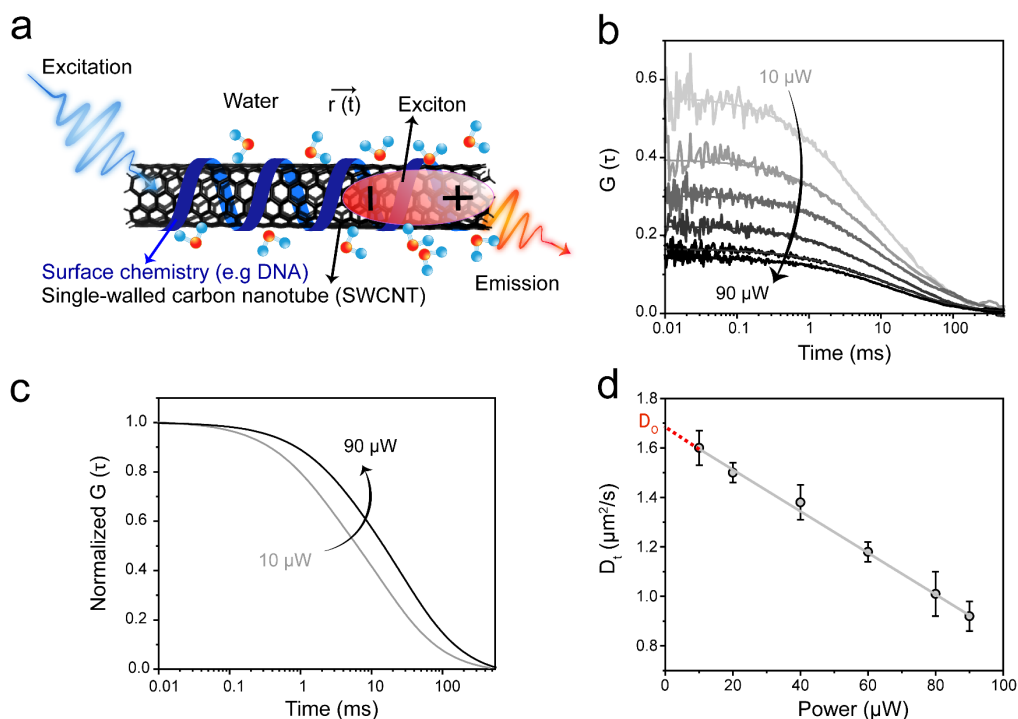 a
Excitation
Water
r (t)
Exciton
Surface chemistry (e.g DNA)
Single-walled carbon nanotube (SWCNT)
Emission
b
G (τ)
0.6
0.4
0.2
0.0
10 µW
90 µW
0.01 0.1 1 10 100
Time (ms)
c
Normalized G (τ)
1.0
0.8
0.6
0.4
0.2
0.0
90 µW
10 µW
0.01 0.1 1 10 100
Time (ms)
d
D_t (µm²/s)
1.8
D_o
1.6
1.4
1.2
1.0
0.8
0 20 40 60 80 100
Power (µW)